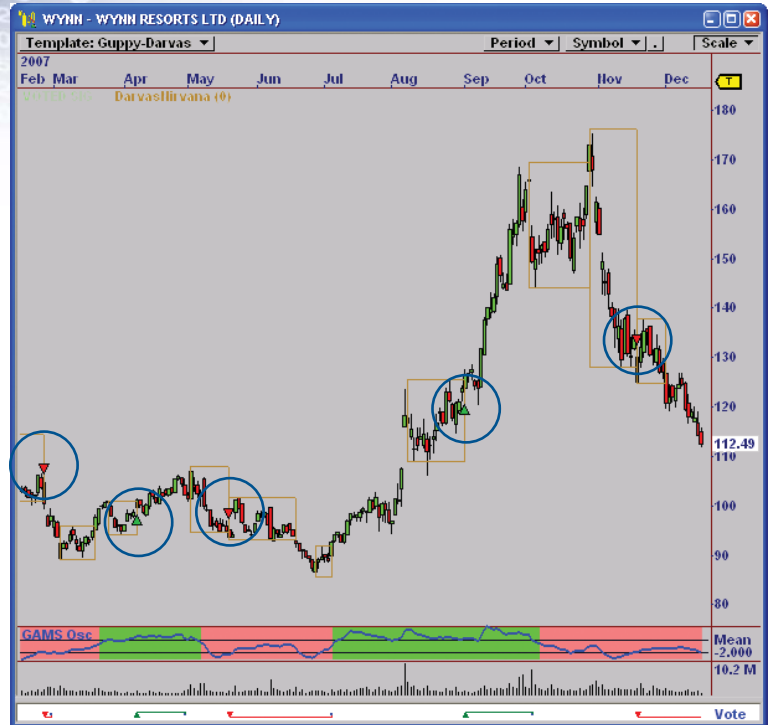 WYNN - WYNN RESORTS LTD (DAILY)
Template: Guppy-Darvas Period Symbol . Scale
2007
Feb Mar Apr May Jun Jul Aug Sep Oct Nov Dec T
DarvasNirvana (0)
180
170
160
150
140
130
120
112.49
110
100
90
80
GAMS Osc
Mean
-2.000
10.2 M
Vote